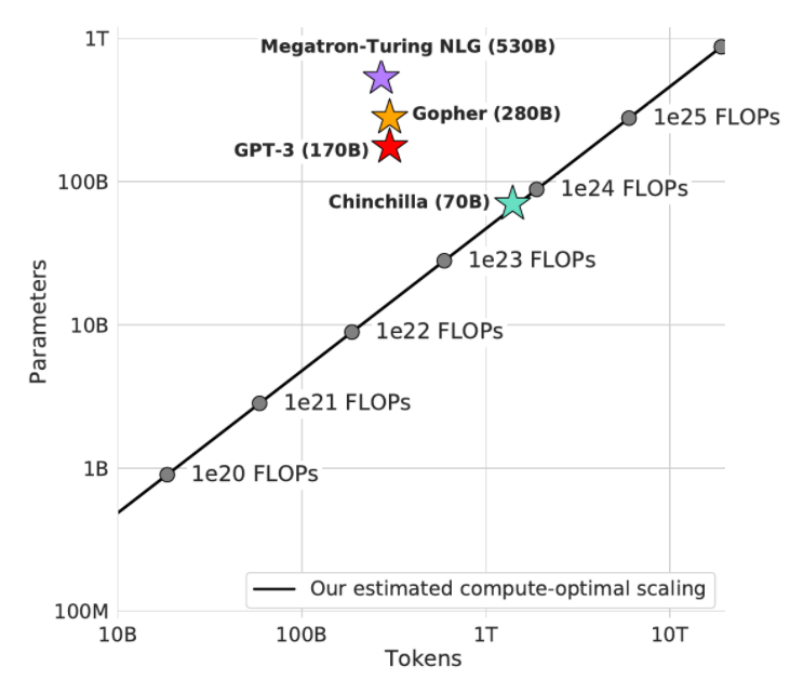 1T
Megatron-Turing NLG (530B)
Gopher (280B)
1e25 FLOPs
GPT-3 (170B)
100B
Chinchilla (70B)
1e24 FLOPs
1e23 FLOPs
Parameters
10B
1e22 FLOPs
1e21 FLOPs
1B
1e20 FLOPs
Our estimated compute-optimal scaling
100M
10B
100B
1T
10T
Tokens